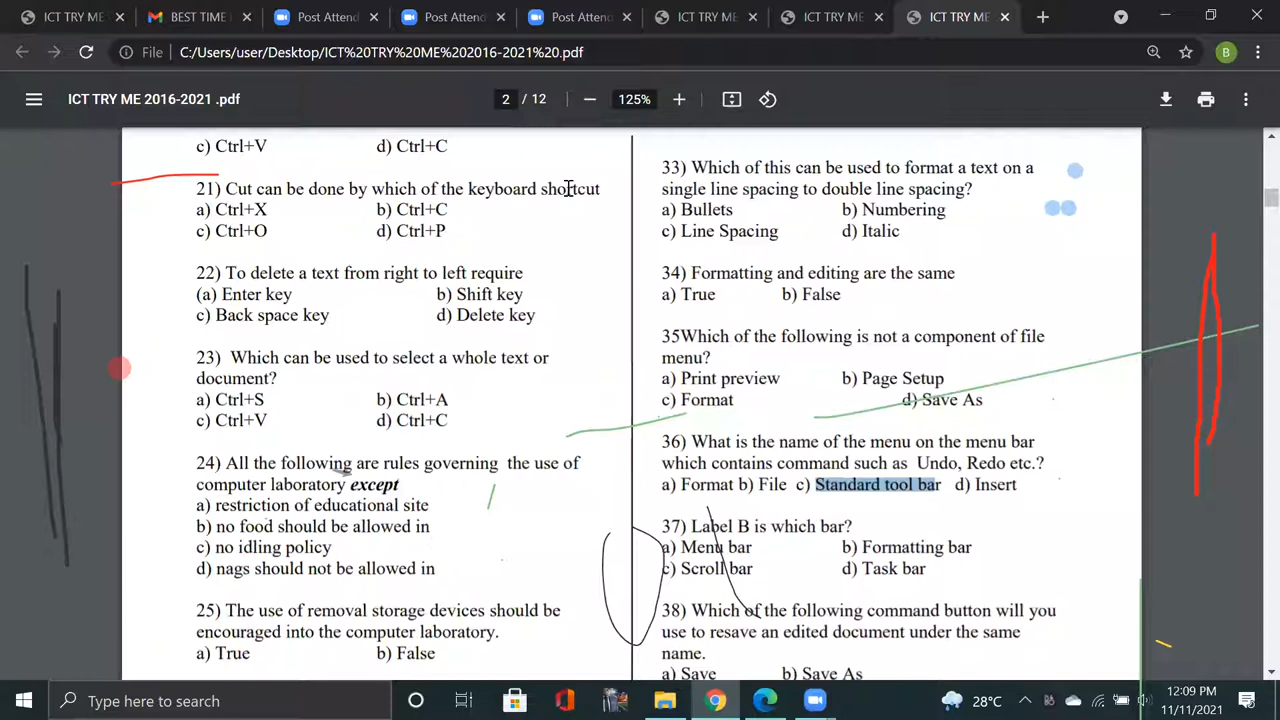 ICT TRY ME
BEST TIME
Post Attend
Post Attend
Post Attend
ICT TRY ME
ICT TRY ME
ICT TRY ME
File
C:/Users/user/Desktop/ICT%20TRY%20ME%202016-2021%20.pdf
B
ICT TRY ME 2016-2021 .pdf
2 / 12
125%
c) Ctrl+V d) Ctrl+C
21) Cut can be done by which of the keyboard shortcut
a) Ctrl+X b) Ctrl+C
c) Ctrl+O d) Ctrl+P
22) To delete a text from right to left require
(a) Enter key b) Shift key
c) Back space key d) Delete key
23) Which can be used to select a whole text or
document?
a) Ctrl+S b) Ctrl+A
c) Ctrl+V d) Ctrl+C
24) All the following are rules governing the use of
computer laboratory except
a) restriction of educational site
b) no food should be allowed in
c) no idling policy
d) nags should not be allowed in
25) The use of removal storage devices should be
encouraged into the computer laboratory.
a) True b) False
33) Which of this can be used to format a text on a
single line spacing to double line spacing?
a) Bullets b) Numbering
c) Line Spacing d) Italic
34) Formatting and editing are the same
a) True b) False
35Which of the following is not a component of file
menu?
a) Print preview b) Page Setup
c) Format d) Save As
36) What is the name of the menu on the menu bar
which contains command such as Undo, Redo etc.?
a) Format b) File c) Standard tool bar d) Insert
37) Label B is which bar?
a) Menu bar b) Formatting bar
c) Scroll bar d) Task bar
38) Which of the following command button will you
use to resave an edited document under the same
name.
a) Save b) Save As
Type here to search
28°C
12:09 PM
11/11/2021